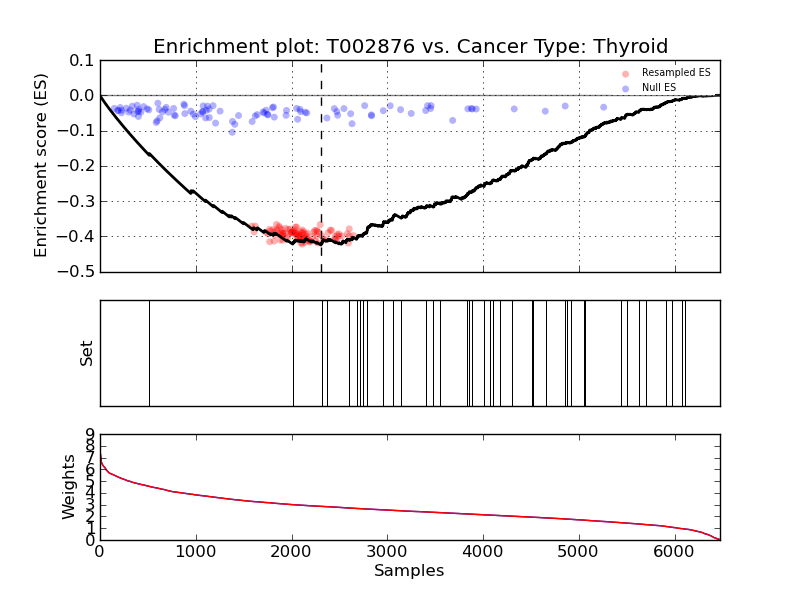 Enrichment plot: T002876 vs. Cancer Type: Thyroid
0.1
0.0
−0.1
−0.2
−0.3
−0.4
−0.5
Enrichment score (ES)
Resampled ES
Null ES
Set
9
8
7
6
5
4
3
2
1
0
Weights
0 1000 2000 3000 4000 5000 6000
Samples